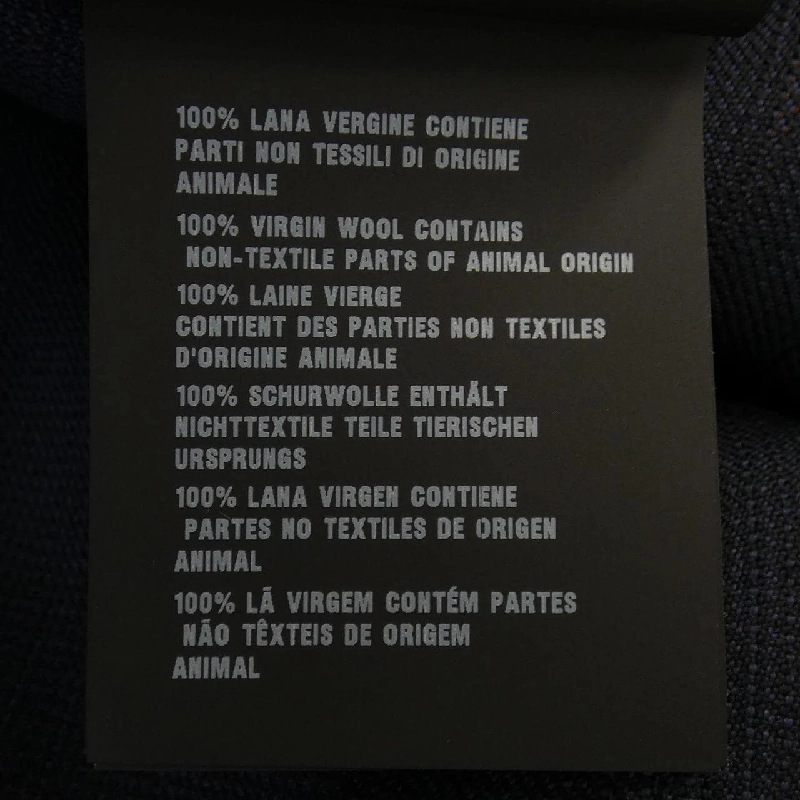 100% LANA VERGINE CONTIENE
PARTI NON TESSILI DI ORIGINE
ANIMALE
100% VIRGIN WOOL CONTAINS
NON-TEXTILE PARTS OF ANIMAL ORIGIN
100% LAINE VIERGE
CONTIENT DES PARTIES NON TEXTILES
D'ORIGINE ANIMALE
100% SCHURWOLLE ENTHÄLT
NICHTTEXTILE TEILE TIERISCHEN
URSPRUNGS
100% LANA VIRGEN CONTIENE
PARTES NO TEXTILES DE ORIGEN
ANIMAL
100% LÃ VIRGEM CONTÉM PARTES
NÃO TÊXTEIS DE ORIGEM
ANIMAL